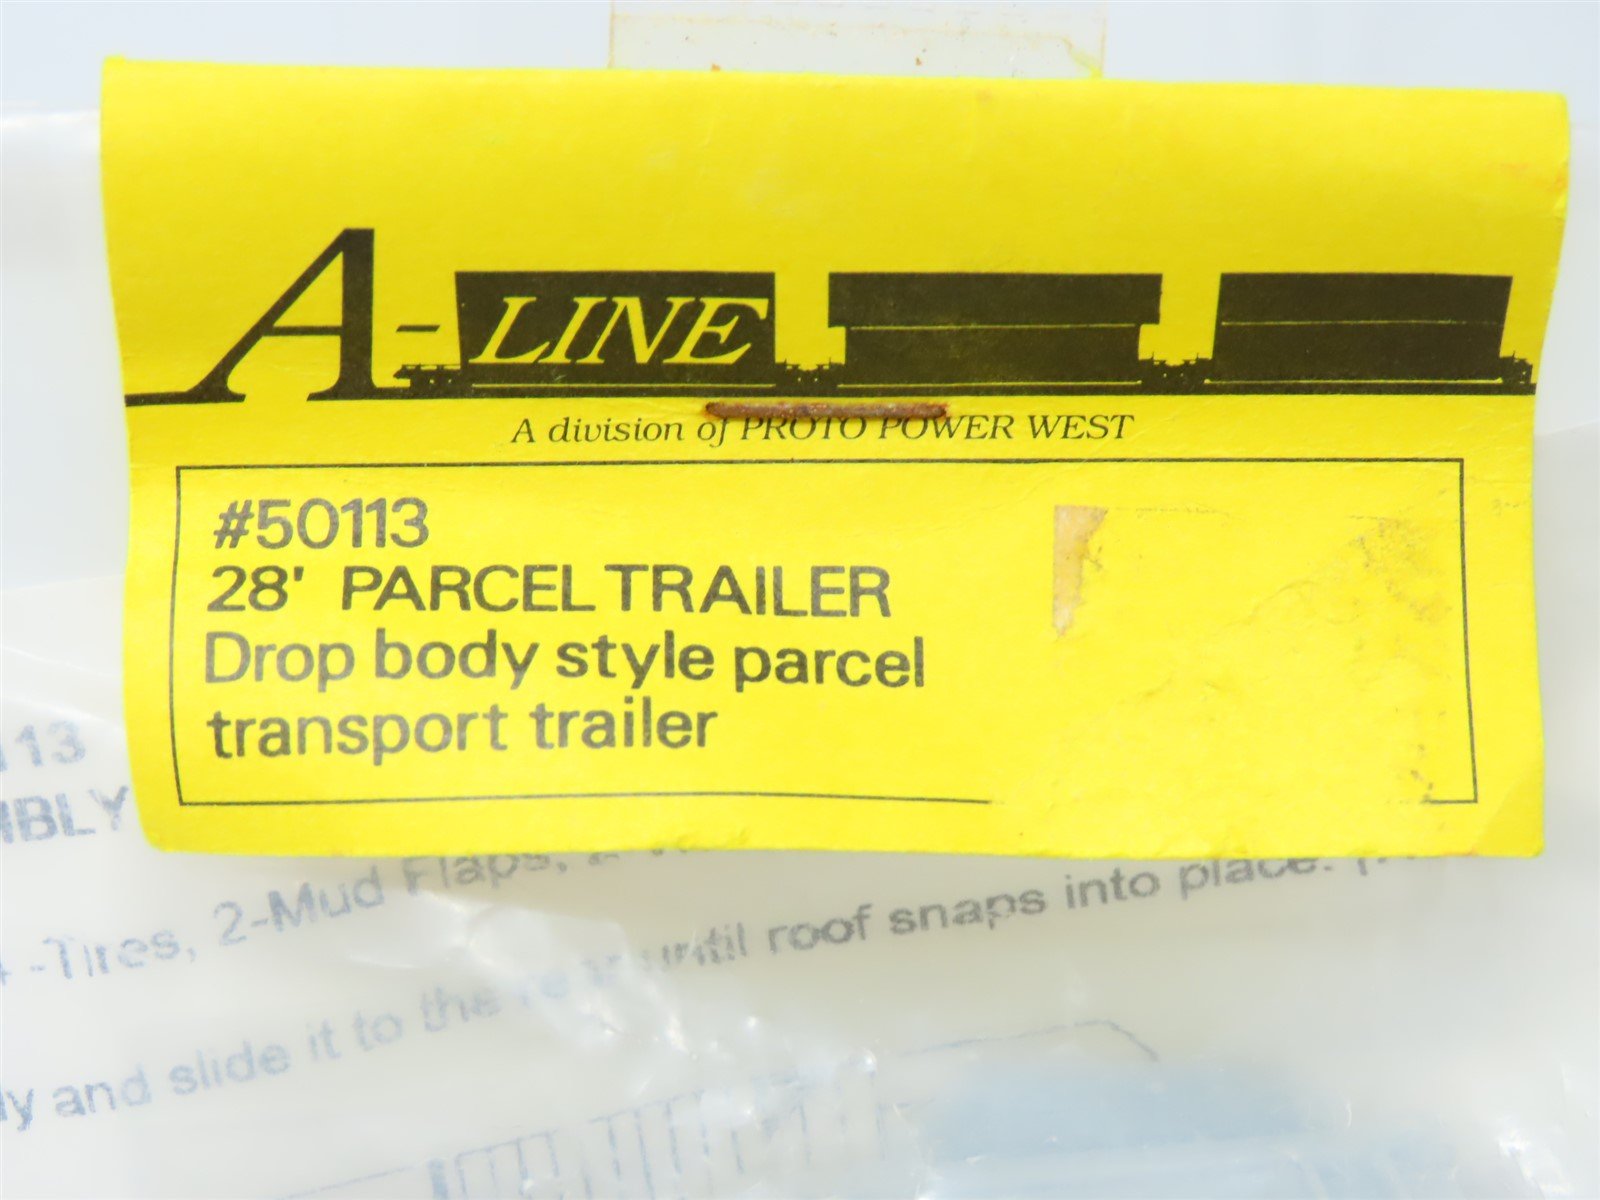 A-LINE
A division of PROTO POWER WEST
#50113
28' PARCEL TRAILER
Drop body style parcel
transport trailer
113
MBLY
-Tires, 2-Mud Flaps,
and slide it to the until roof snaps into place.